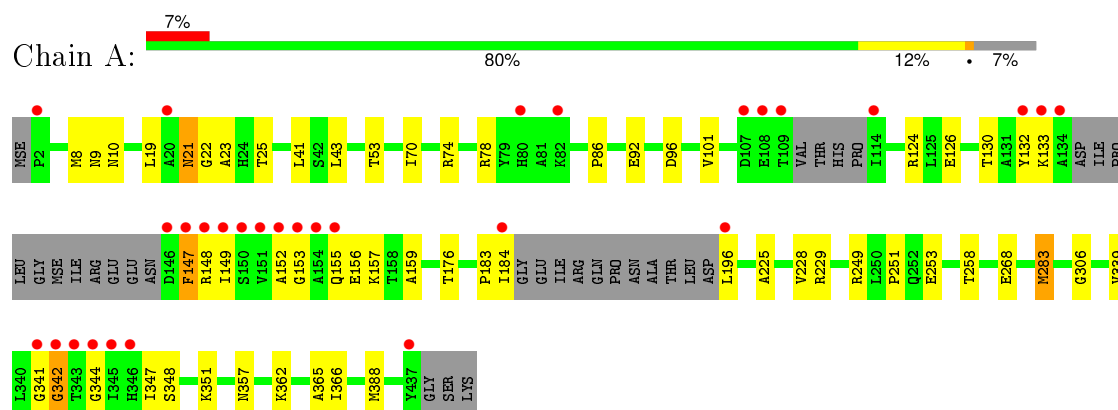 7%
Chain A:
80% 12% • 7%
MSE P2 M8 N9 N10 L19 A20 N21 G22 A23 H24 T25 L41 S42 L43 T53 T70 R74 R78 Y79 H80 A81 K82 P86 E92 D96 V101 D107 E108 T109 VAL THR HIS PRO I114 R124 L125 E126 T130 A131 Y132 K133 A134 ASP ILE PRO
LEU GLY MSE ILE ARG GLU GLU ASN D146 F147 R148 I149 S150 V151 A152 G153 A154 Q155 E156 K157 T158 A159 T176 P183 I184 GLY GLU ILE ARG GLN PRO ASN ALA THR LEU ASP L196 A225 V228 R229 R249 L250 P251 Q252 E253 T258 E268 M283 G306 V339
L340 G341 G342 T343 G344 I345 H346 I347 S348 K351 N357 K362 A365 I366 M388 Y437 GLY SER LYS